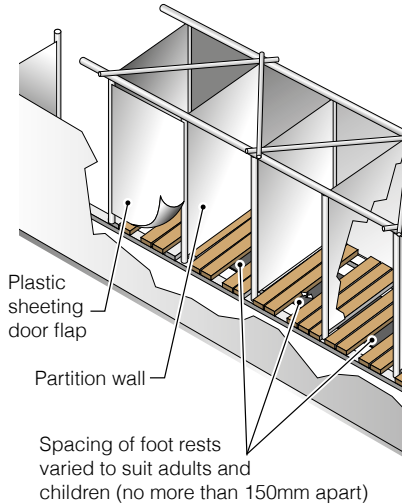 Plastic
sheeting
door flap
Partition wall
Spacing of foot rests
varied to suit adults and
children (no more than 150mm apart)